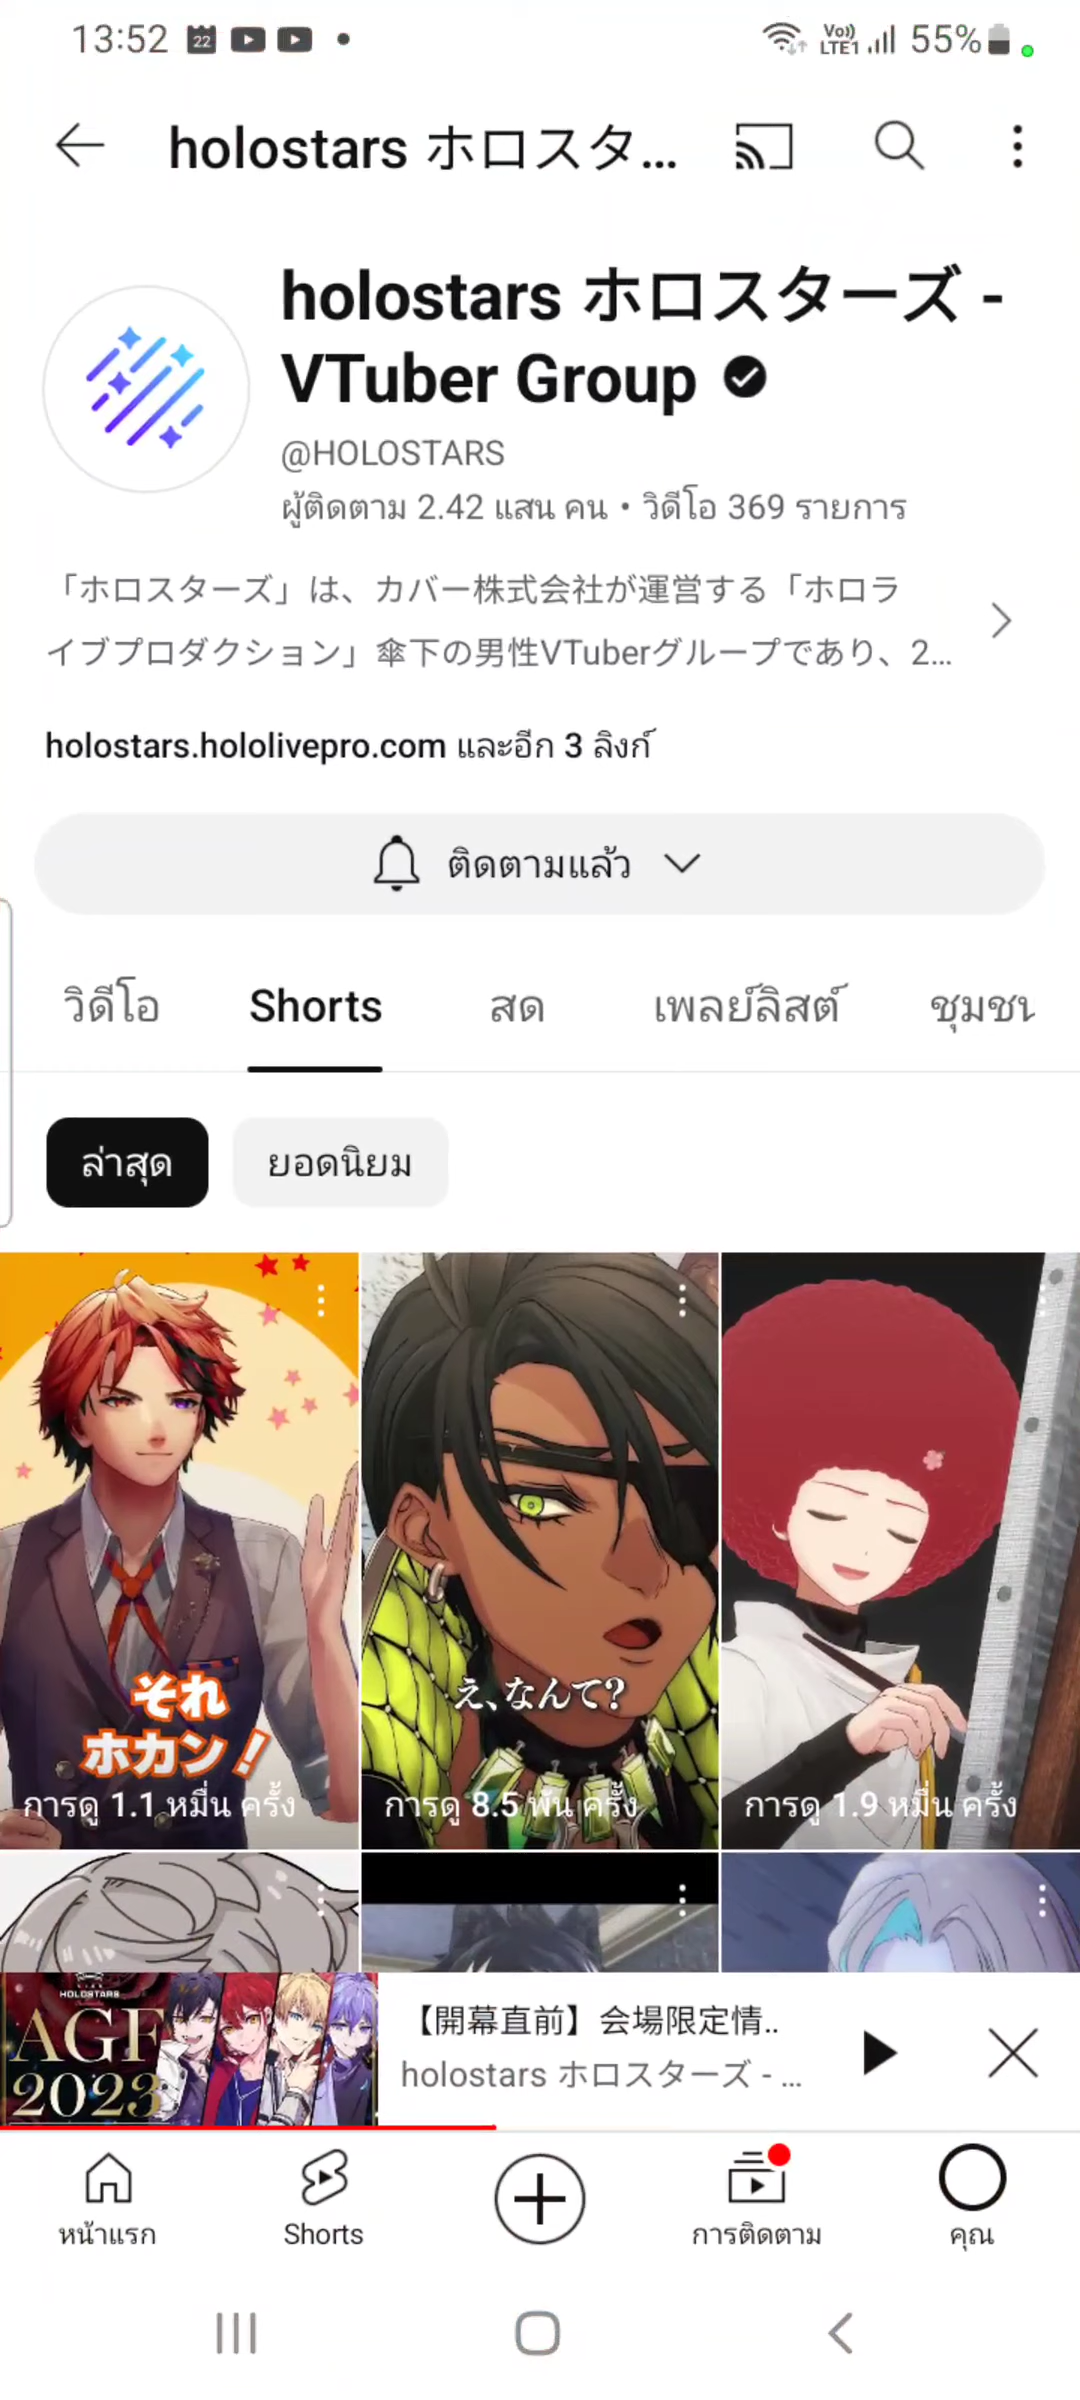 13:52
22
Vo))
LTE1
55%
holostars ホロスタ...
holostars ホロスターズ -
VTuber Group
@HOLOSTARS
ผู้ติดตาม 2.42 แสน คน • วิดีโอ 369 รายการ
「ホロスターズ」は、カバー株式会社が運営する「ホロラ
イブプロダクション」傘下の男性VTuberグループであり、2...
holostars.hololivepro.com และอีก 3 ลิงก์
ติดตามแล้ว
วิดีโอ
Shorts
สด
เพลย์ลิสต์
ชุมชน
ล่าสุด
ยอดนิยม
それ
ホカン！
การดู 1.1 หมื่น ครั้ง
え、なんて？
การดู 8.5 พัน ครั้ง
การดู 1.9 หมื่น ครั้ง
HOLOSTARS
AGF
2023
【開幕直前】会場限定情..
holostars ホロスターズ - ...
หน้าแรก
Shorts
การติดตาม
คุณ